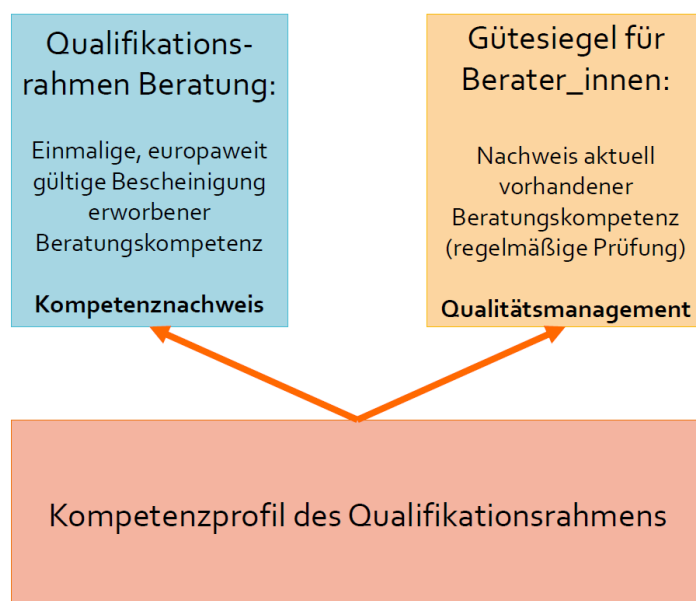 Qualifikations-
rahmen Beratung:
Einmalige, europaweit
gültige Bescheinigung
erworbener
Beratungskompetenz
Kompetenznachweis
Gütesiegel für
Berater_innen:
Nachweis aktuell
vorhandener
Beratungskompetenz
(regelmäßige Prüfung)
Qualitätsmanagement
Kompetenzprofil des Qualifikationsrahmens